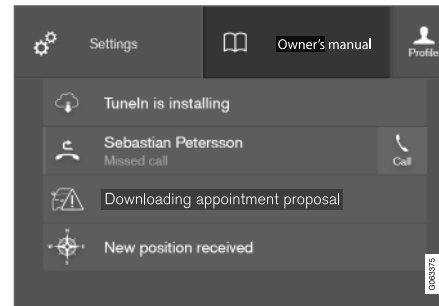 Settings
Owner's manual
Profile
TuneIn is installing
Sebastian Petersson
Missed call
Call
Downloading appointment proposal
New position received
G063375